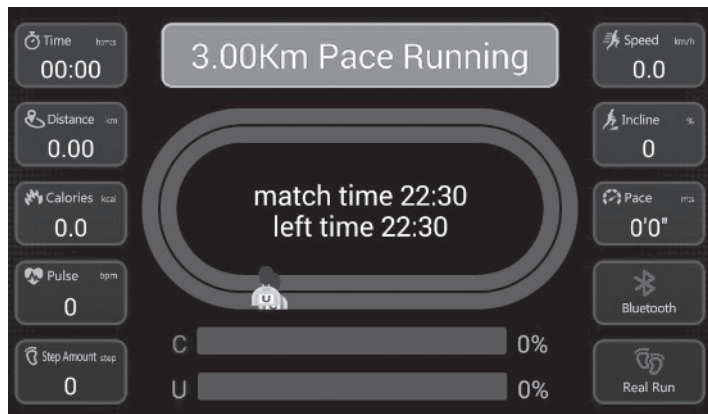 Time h:m:s
00:00
Distance km
0.00
Calories kcal
0.0
Pulse bpm
0
Step Amount step
0
3.00Km Pace Running
match time 22:30
left time 22:30
U
C 0%
U 0%
Speed km/h
0.0
Incline %
0
Pace m:s
0'0"
Bluetooth
Real Run